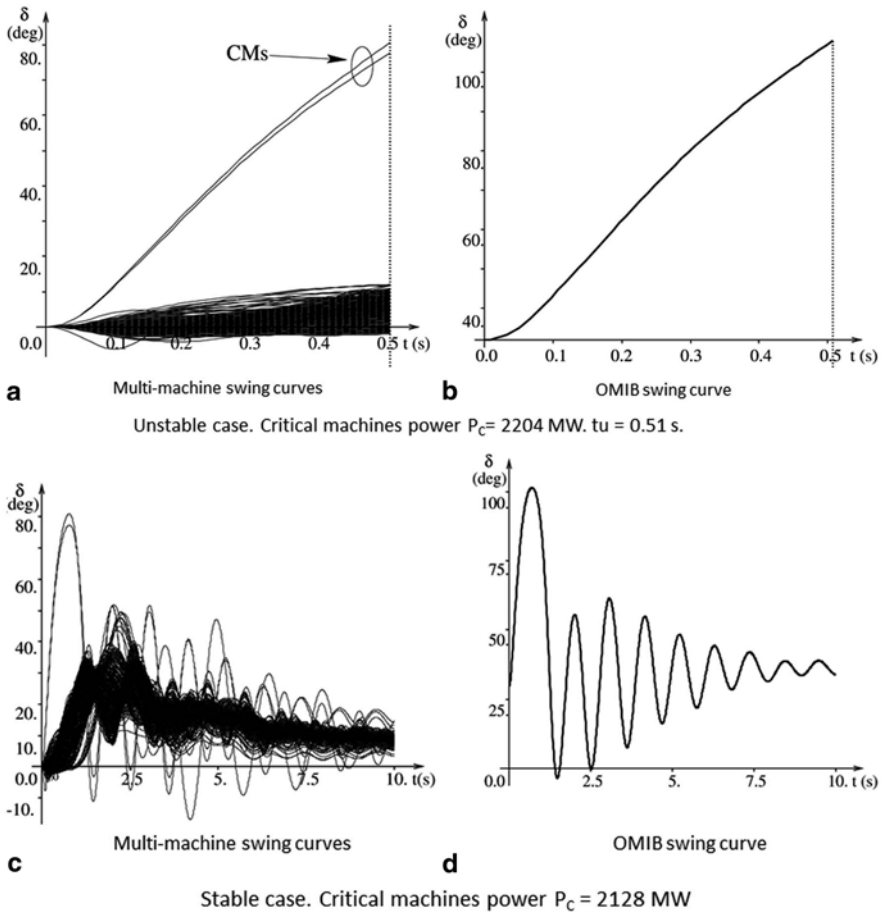 δ
(deg)
80.
60.
40.
20.
0.0
0.1
0.2
0.3
0.4
0.5 t (s)
CMs
Multi-machine swing curves
a
δ
(deg)
100.
80.
60.
40.
0.0
0.1
0.2
0.3
0.4
0.5
t (s)
OMIB swing curve
b
Unstable case. Critical machines power PC= 2204 MW. tu = 0.51 s.
δ
deg)
80.
60.
40.
20.
10.
0.0
-10.
2.5
5.
7.5
10. t(s)
Multi-machine swing curves
c
δ
(deg)
100.
75.
50.
25.
0.0
2.5
5.
7.5
10. t (s)
OMIB swing curve
d
Stable case. Critical machines power PC = 2128 MW